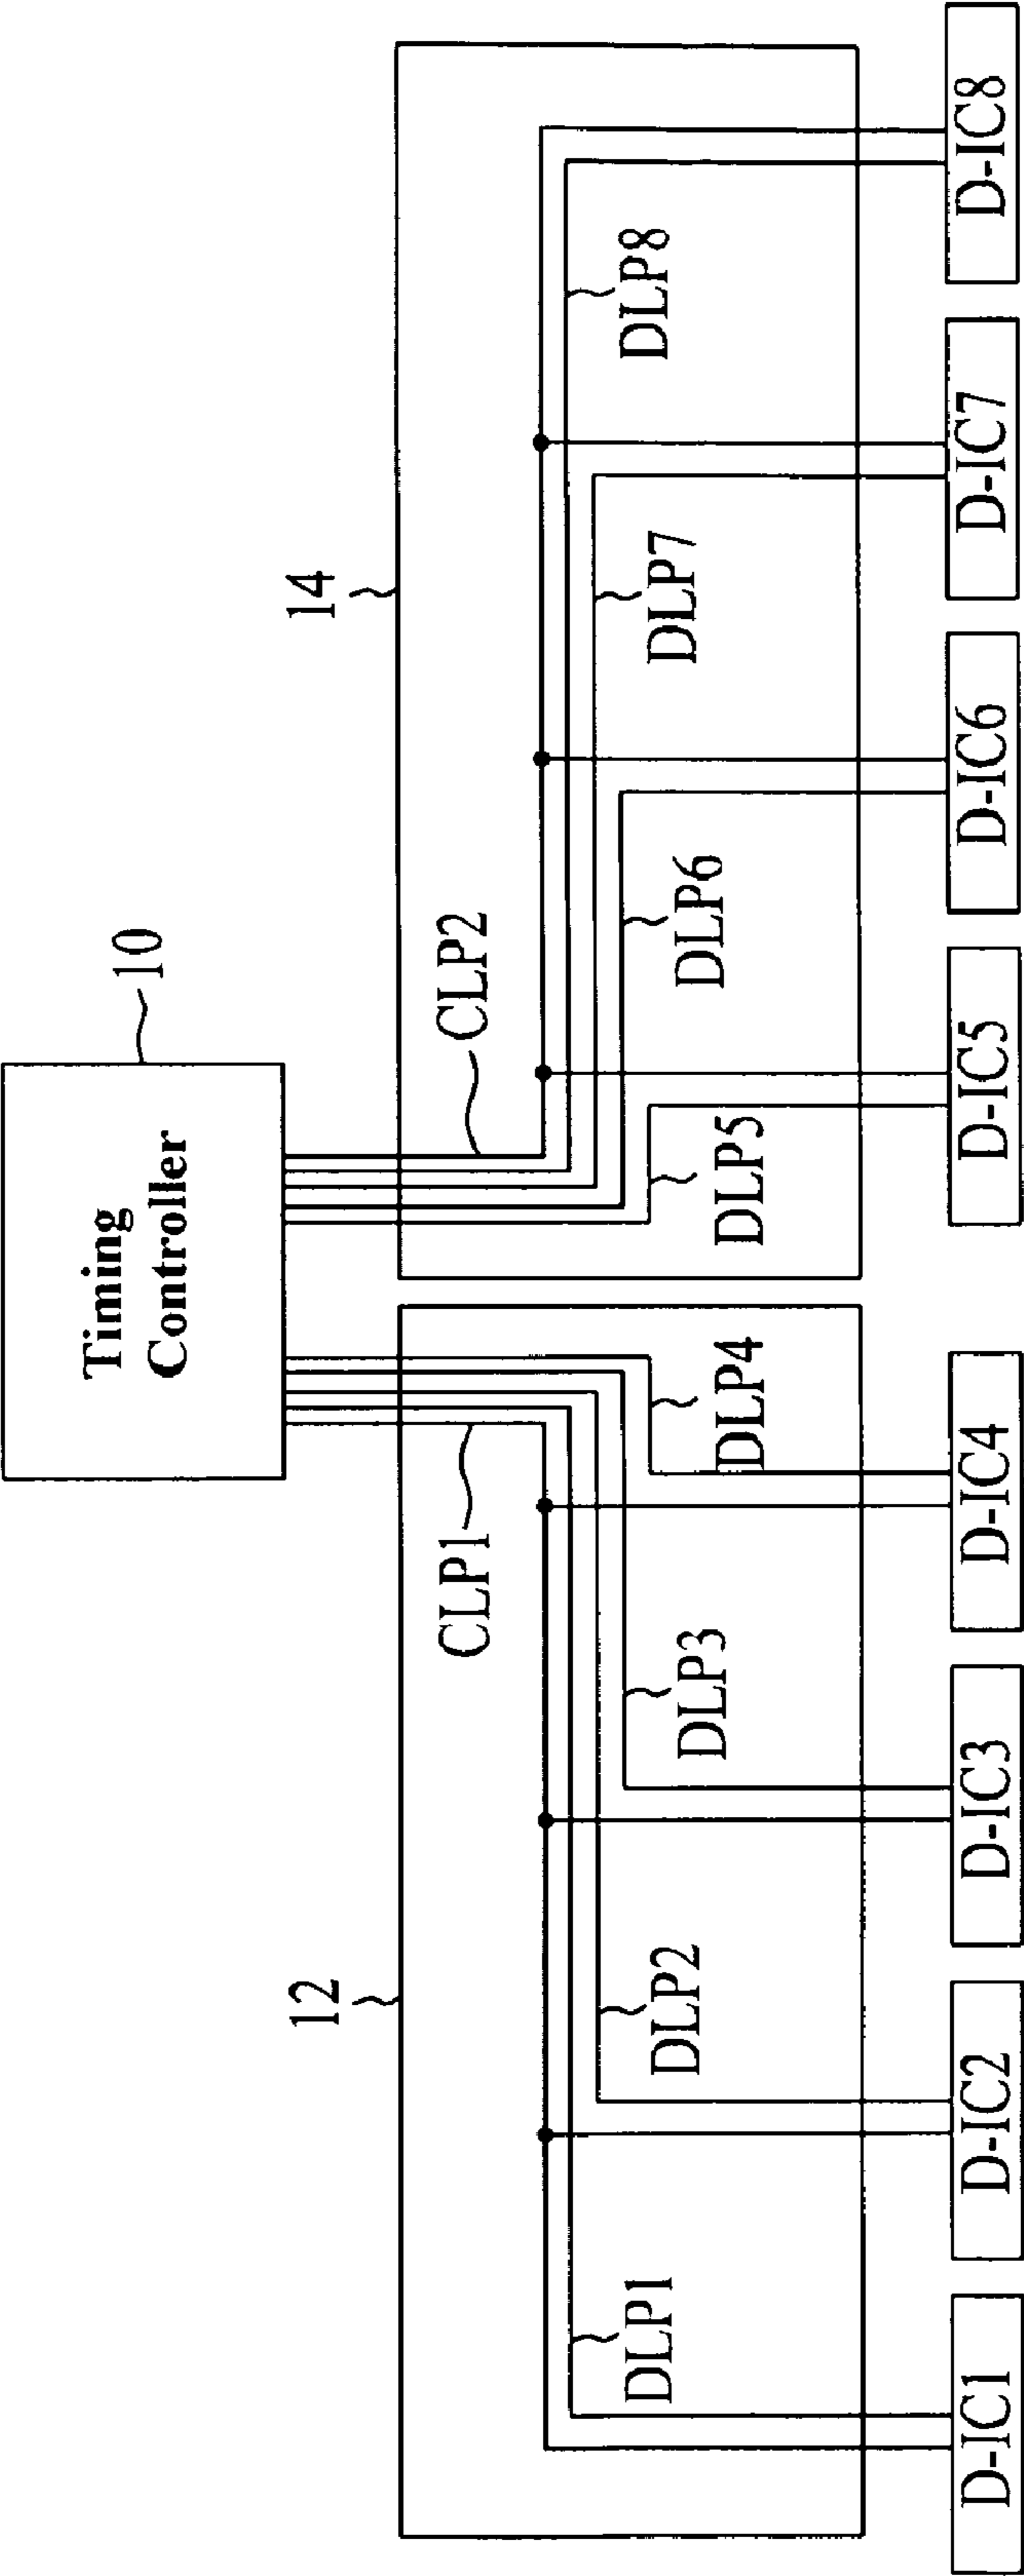 Timing
Controller
10
12
14
CLP1
CLP2
DLP1
DLP2
DLP3
DLP4
DLP5
DLP6
DLP7
DLP8
D-IC1
D-IC2
D-IC3
D-IC4
D-IC5
D-IC6
D-IC7
D-IC8